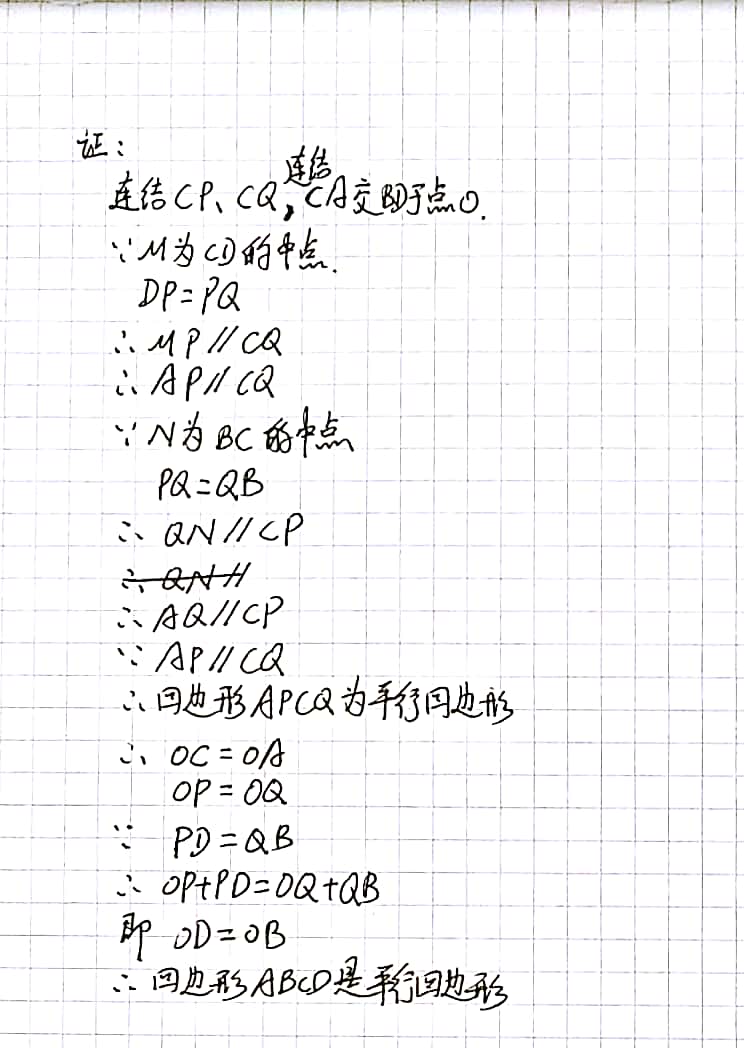 证:
连结CP、CQ,连结CA交BD于点O.
∵M为CD的中点.
DP=PQ
∴MP//CQ
∴AP//CQ
∵N为BC的中点
PQ=QB
∴QN//CP
∴QN//
∴AQ//CP
∵AP//CQ
∴四边形APCQ为平行四边形
∴OC=OA
OP=OQ
∵PD=QB
∴OP+PD=OQ+QB
即OD=OB
∴四边形ABCD是平行四边形